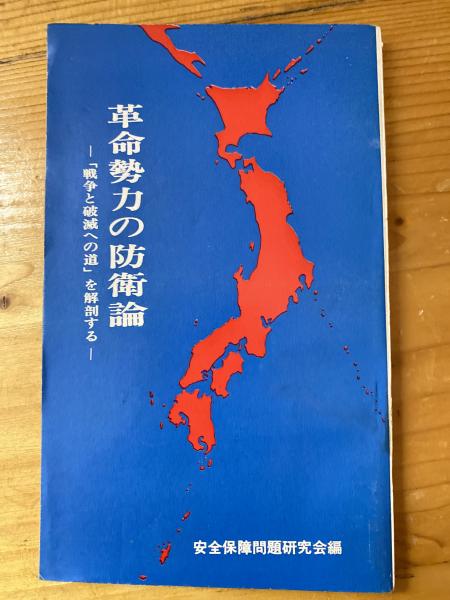 革命勢力の防衛論
―「戦争と破滅への道」を解剖する―
安全保障問題研究会編